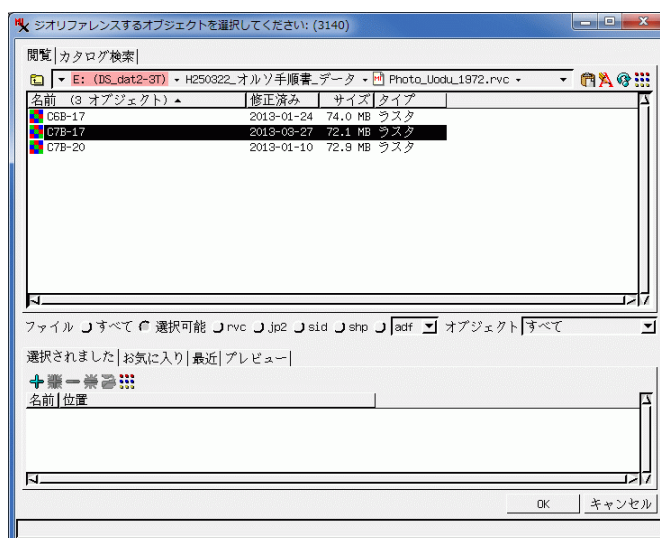 ジオリファレンスするオブジェクトを選択してください: (3140)
閲覧 カタログ検索
E: (DS_dat2-3T) H250322_オルソ手順書_データ Photo_Uodu_1972.rvc
名前 (3 オブジェクト) 修正済み サイズ タイプ
C6B-17 2013-01-24 74.0 MB ラスタ
C7B-17 2013-03-27 72.1 MB ラスタ
C7B-20 2013-01-10 72.9 MB ラスタ
ファイル すべて 選択可能 rvc jp2 sid shp adf オブジェクト すべて
選択されました お気に入り 最近 プレビュー
名前 位置
OK キャンセル